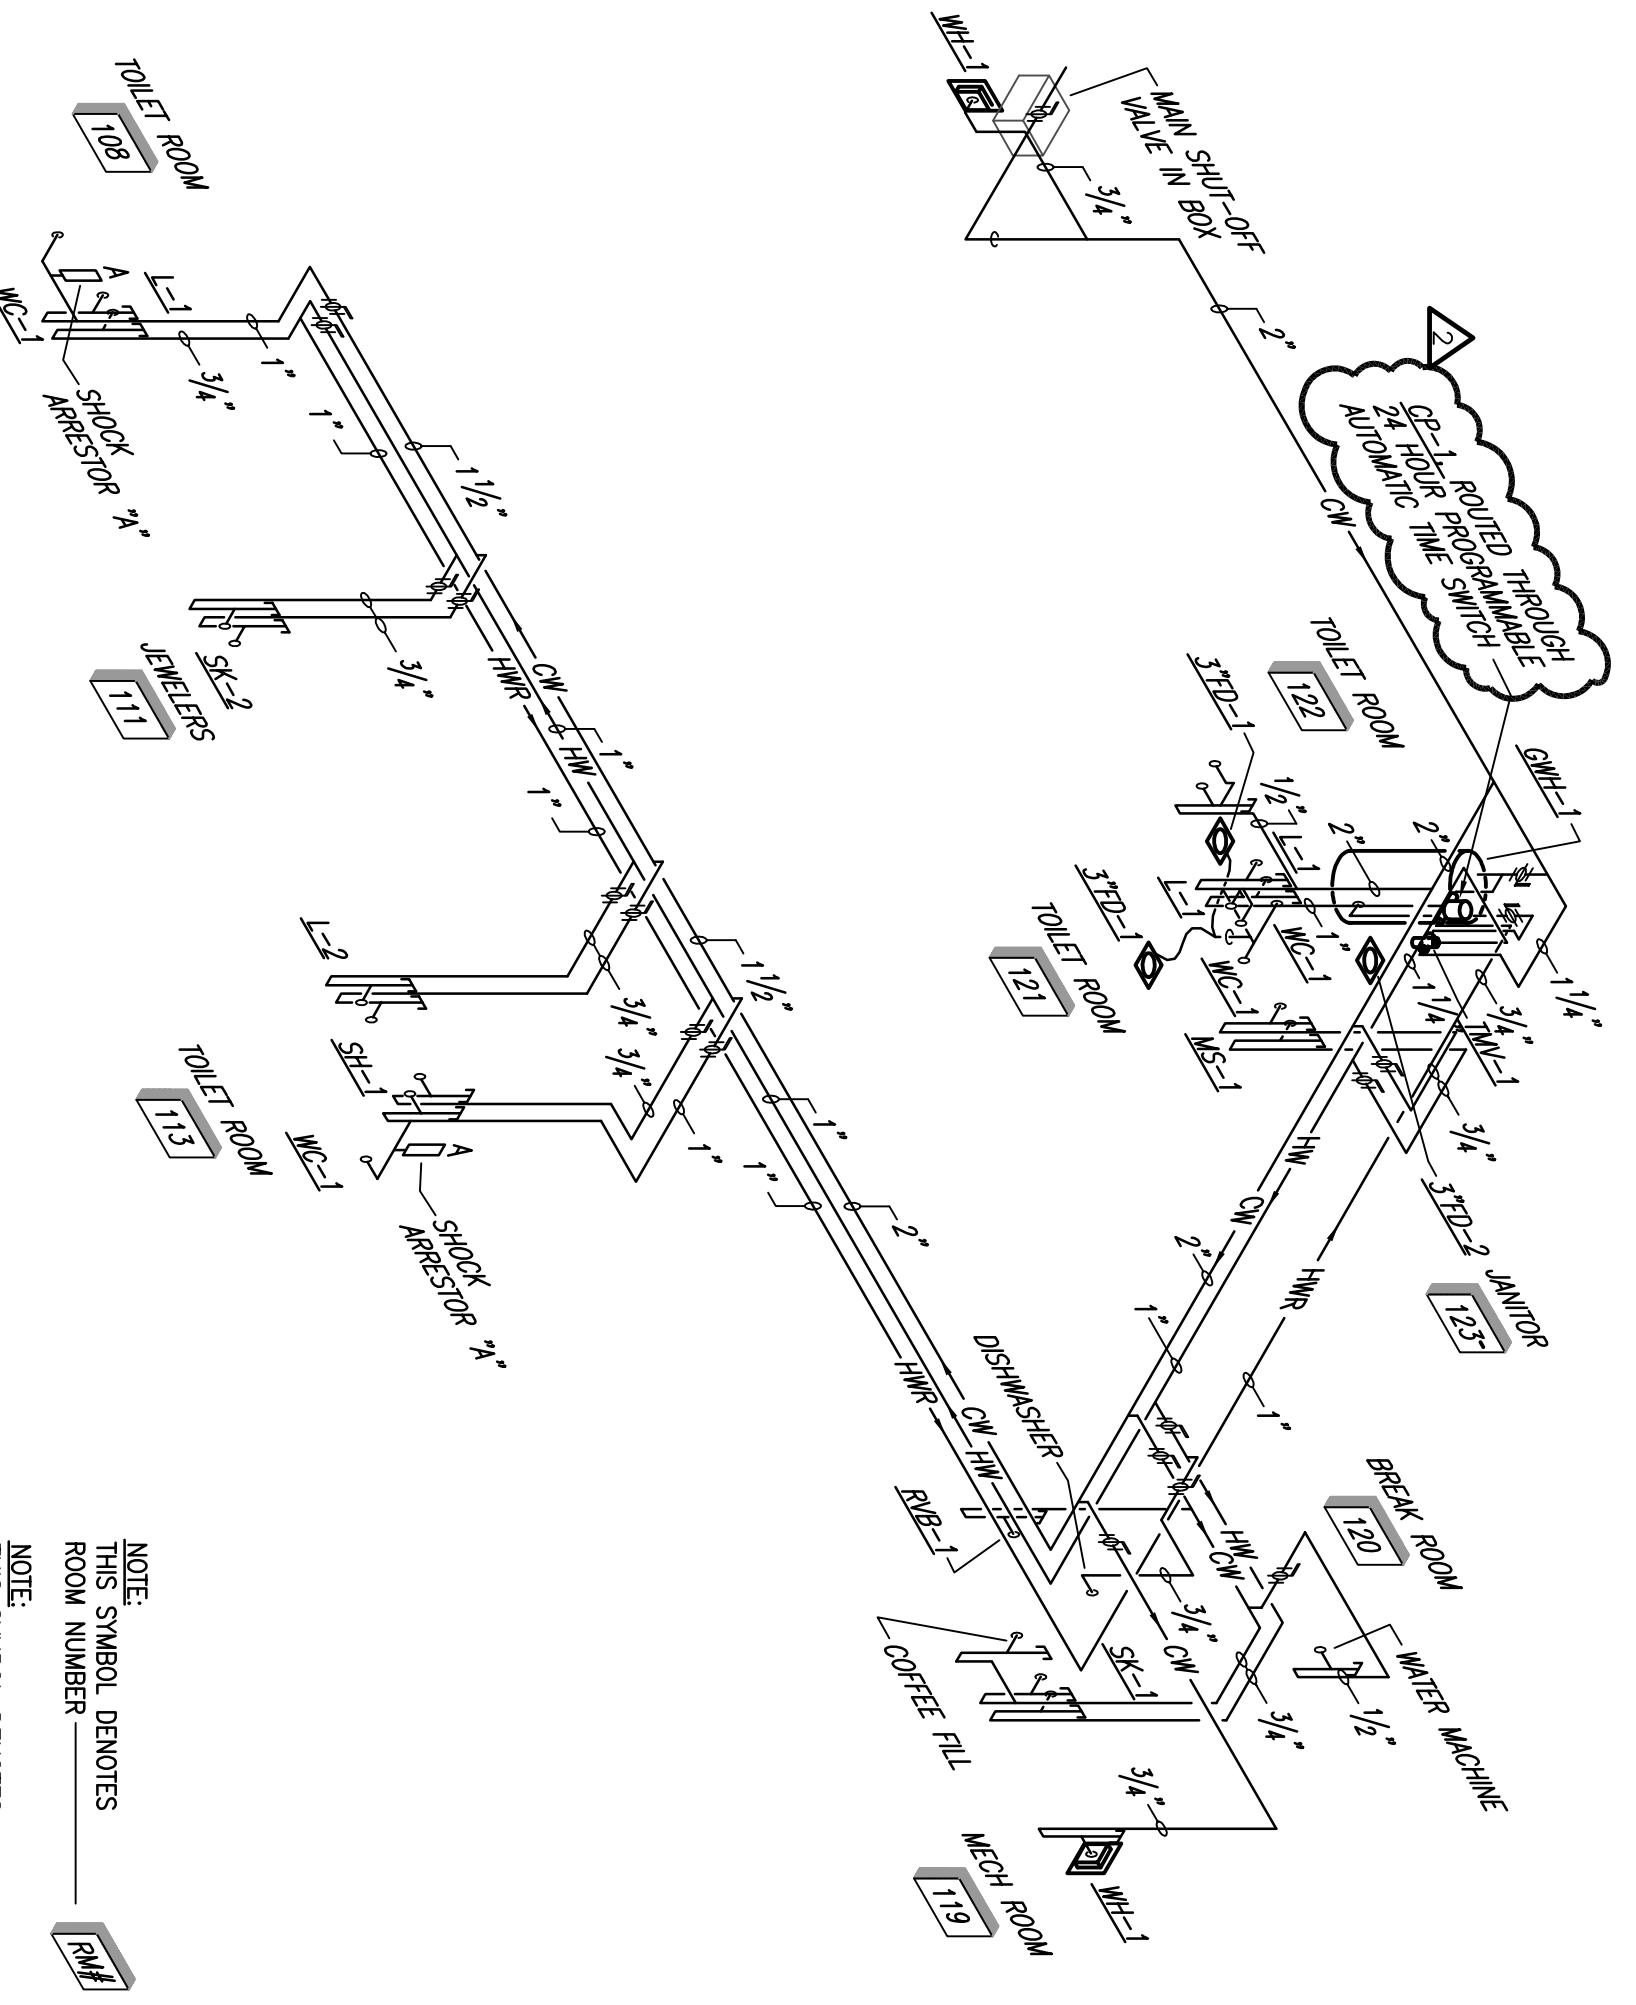 WH-1
MAIN SHUT-OFF
VALVE IN BOX
3/4"
2"
2
CP-1, ROUTED THROUGH
24 HOUR PROGRAMMABLE
AUTOMATIC TIME SWITCH
CW
GWH-1
TOILET ROOM
122
3"FD-1
1/2"
L-1
2"
2"
3"FD-1
L-1
1"
WC-1
WC-1
1 1/4"
3/4"
1 1/4"
TMV-1
TOILET ROOM
121
MS-1
3/4"
3"FD-2
JANITOR
123
HW
CW
HWR
2"
1"
1"
BREAK ROOM
120
HW
CW
WATER MACHINE
1/2"
3/4"
3/4"
CW
SK-1
DISHWASHER
RVB-1
COFFEE FILL
3/4"
WH-1
MECH ROOM
119
TOILET ROOM
108
L-1
A
WC-1
1"
3/4"
SHOCK
ARRESTOR "A"
1"
1 1/2"
3/4"
SK-2
JEWELERS
111
CW
HWR
HW
1"
1"
L-2
3/4"
1 1/2"
SH-1
3/4"
TOILET ROOM
113
WC-1
A
1"
SHOCK
ARRESTOR "A"
1"
1"
2"
HWR
CW
HW
NOTE:
THIS SYMBOL DENOTES
ROOM NUMBER
RM#
NOTE: